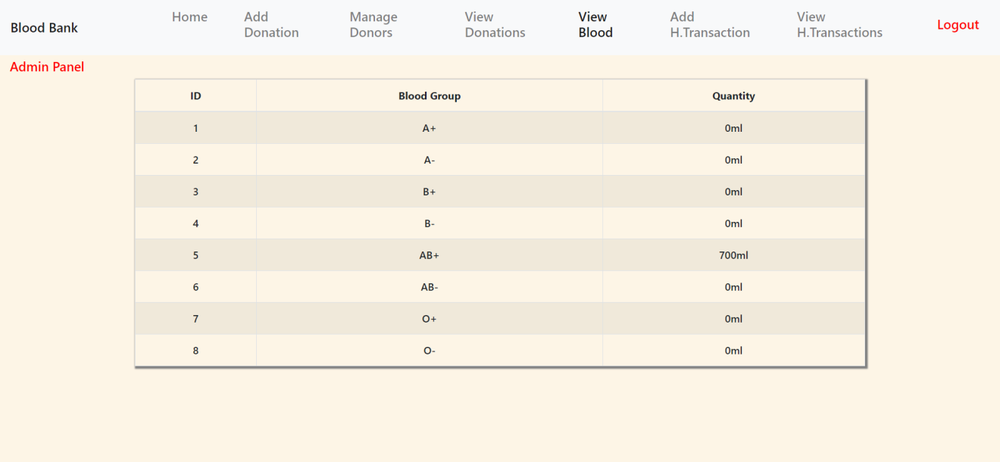 Blood Bank
Home
Add
Donation
Manage
Donors
View
Donations
View
Blood
Add
H.Transaction
View
H.Transactions
Logout
Admin Panel
ID Blood Group Quantity
1 A+ 0ml
2 A- 0ml
3 B+ 0ml
4 B- 0ml
5 AB+ 700ml
6 AB- 0ml
7 O+ 0ml
8 O- 0ml